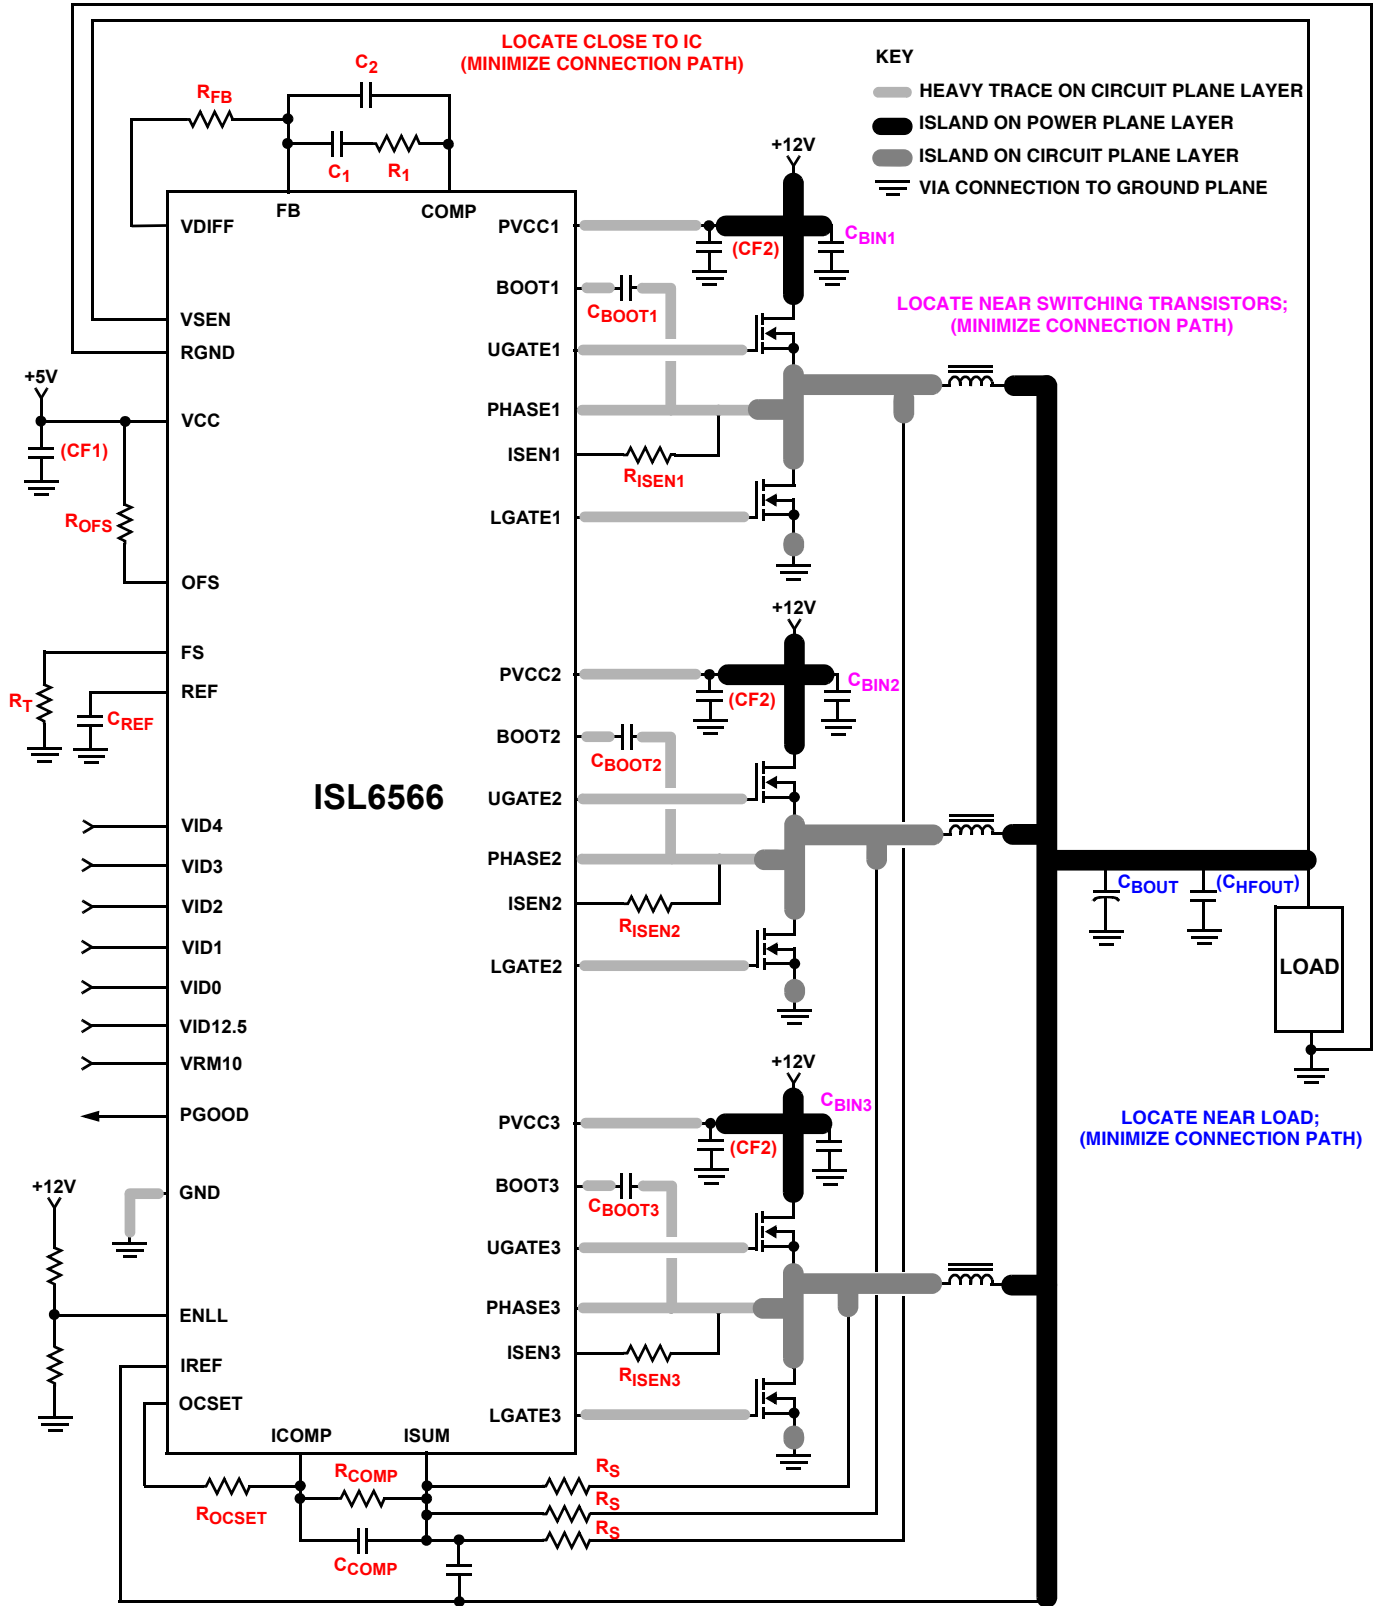 LOCATE CLOSE TO IC
(MINIMIZE CONNECTION PATH)
KEY
HEAVY TRACE ON CIRCUIT PLANE LAYER
ISLAND ON POWER PLANE LAYER
ISLAND ON CIRCUIT PLANE LAYER
VIA CONNECTION TO GROUND PLANE
C2
RFB
C1
R1
FB
COMP
VDIFF
VSEN
RGND
+5V
VCC
(CF1)
ROFS
OFS
FS
REF
RT
CREF
ISL6566
VID4
VID3
VID2
VID1
VID0
VID12.5
VRM10
PGOOD
+12V
GND
ENLL
IREF
OCSET
ICOMP
ISUM
ROCSET
RCOMP
CCOMP
RS
RS
RS
+12V
PVCC1
(CF2)
CBIN1
BOOT1
CBOOT1
UGATE1
PHASE1
ISEN1
RISEN1
LGATE1
LOCATE NEAR SWITCHING TRANSISTORS;
(MINIMIZE CONNECTION PATH)
+12V
PVCC2
(CF2)
CBIN2
BOOT2
CBOOT2
UGATE2
PHASE2
ISEN2
RISEN2
LGATE2
CBOUT
(CHFOUT)
LOAD
+12V
PVCC3
(CF2)
CBIN3
BOOT3
CBOOT3
UGATE3
PHASE3
ISEN3
RISEN3
LGATE3
LOCATE NEAR LOAD;
(MINIMIZE CONNECTION PATH)